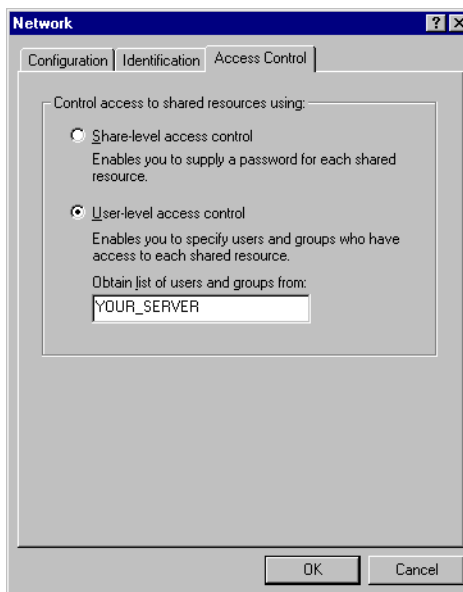 Network
Configuration Identification Access Control
Control access to shared resources using:
Share-level access control
Enables you to supply a password for each shared
resource.
User-level access control
Enables you to specify users and groups who have
access to each shared resource.
Obtain list of users and groups from:
YOUR_SERVER
OK Cancel